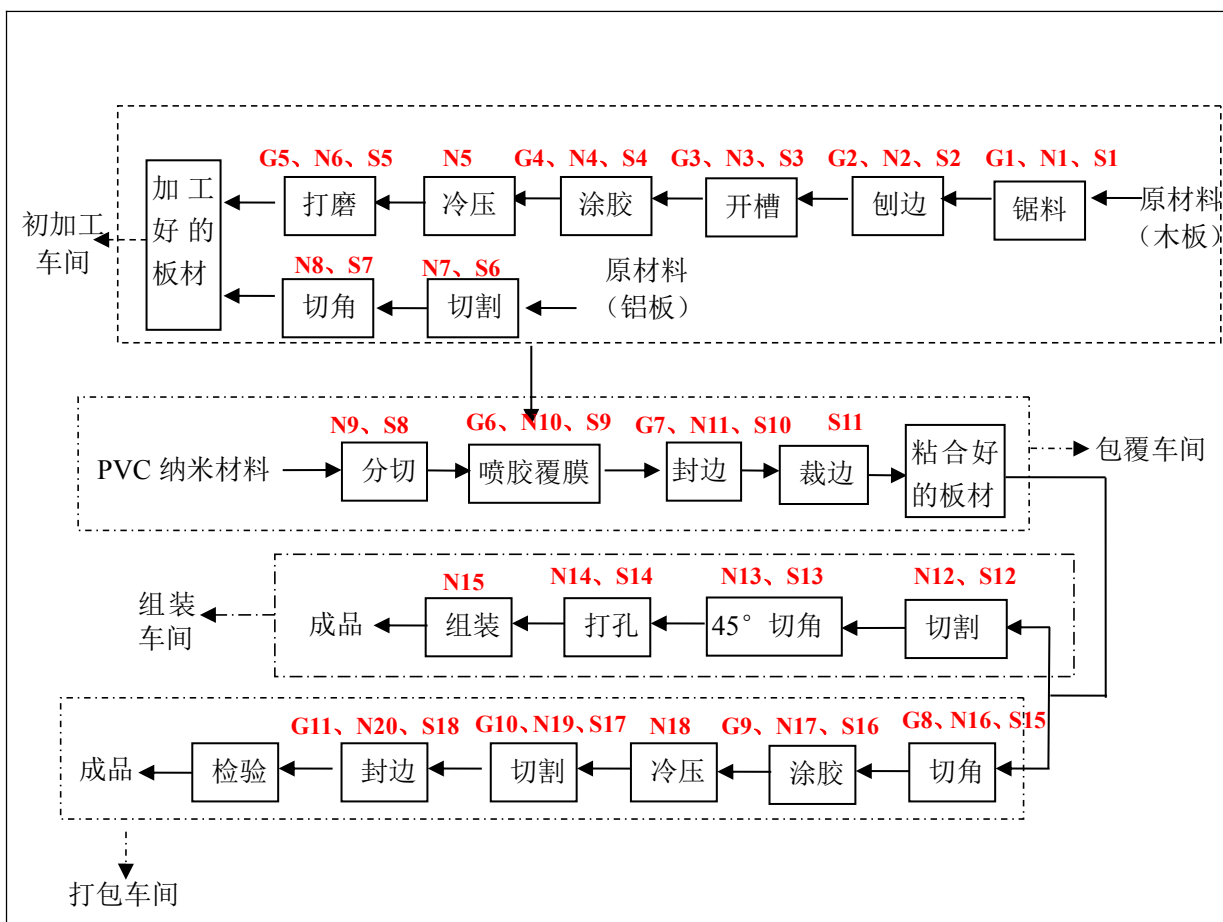 G5、N6、S5 N5 G4、N4、S4 G3、N3、S3 G2、N2、S2 G1、N1、S1
加工好的板材
打磨 冷压 涂胶 开槽 刨边 锯料 原材料
（木板）
初加工
车间
N8、S7 N7、S6 原材料
（铝板）
切角 切割
N9、S8 G6、N10、S9 G7、N11、S10 S11
PVC 纳米材料 分切 喷胶覆膜 封边 裁边 粘合好
的板材
包覆车间
N15 N14、S14 N13、S13 N12、S12
组装
车间
成品 组装 打孔 45°切角 切割
G11、N20、S18 G10、N19、S17 N18 G9、N17、S16 G8、N16、S15
成品 检验 封边 切割 冷压 涂胶 切角
打包车间